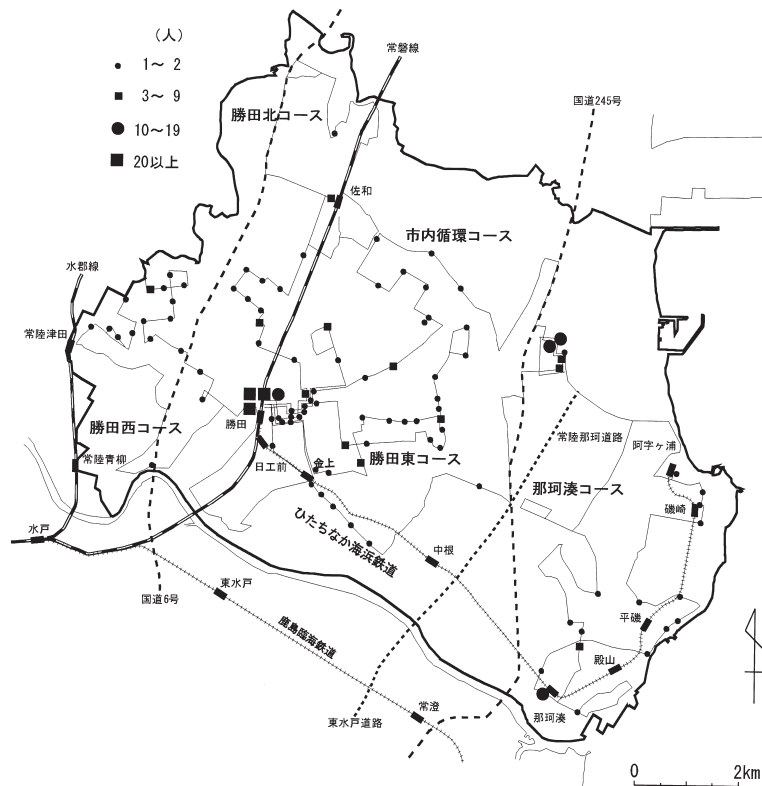 （人）
1～ 2
3～ 9
10～19
20以上
常磐線
国道245号
勝田北コース
佐和
市内循環コース
水郡線
常陸津田
勝田西コース
勝田
常陸那珂道路
阿字ヶ浦
常陸青柳
日工前
金上
勝田東コース
那珂湊コース
磯崎
ひたちなか海浜鉄道
水戸
中根
国道6号
東水戸
平磯
鹿島臨海鉄道
殿山
常澄
那珂湊
東水戸道路
0 2km